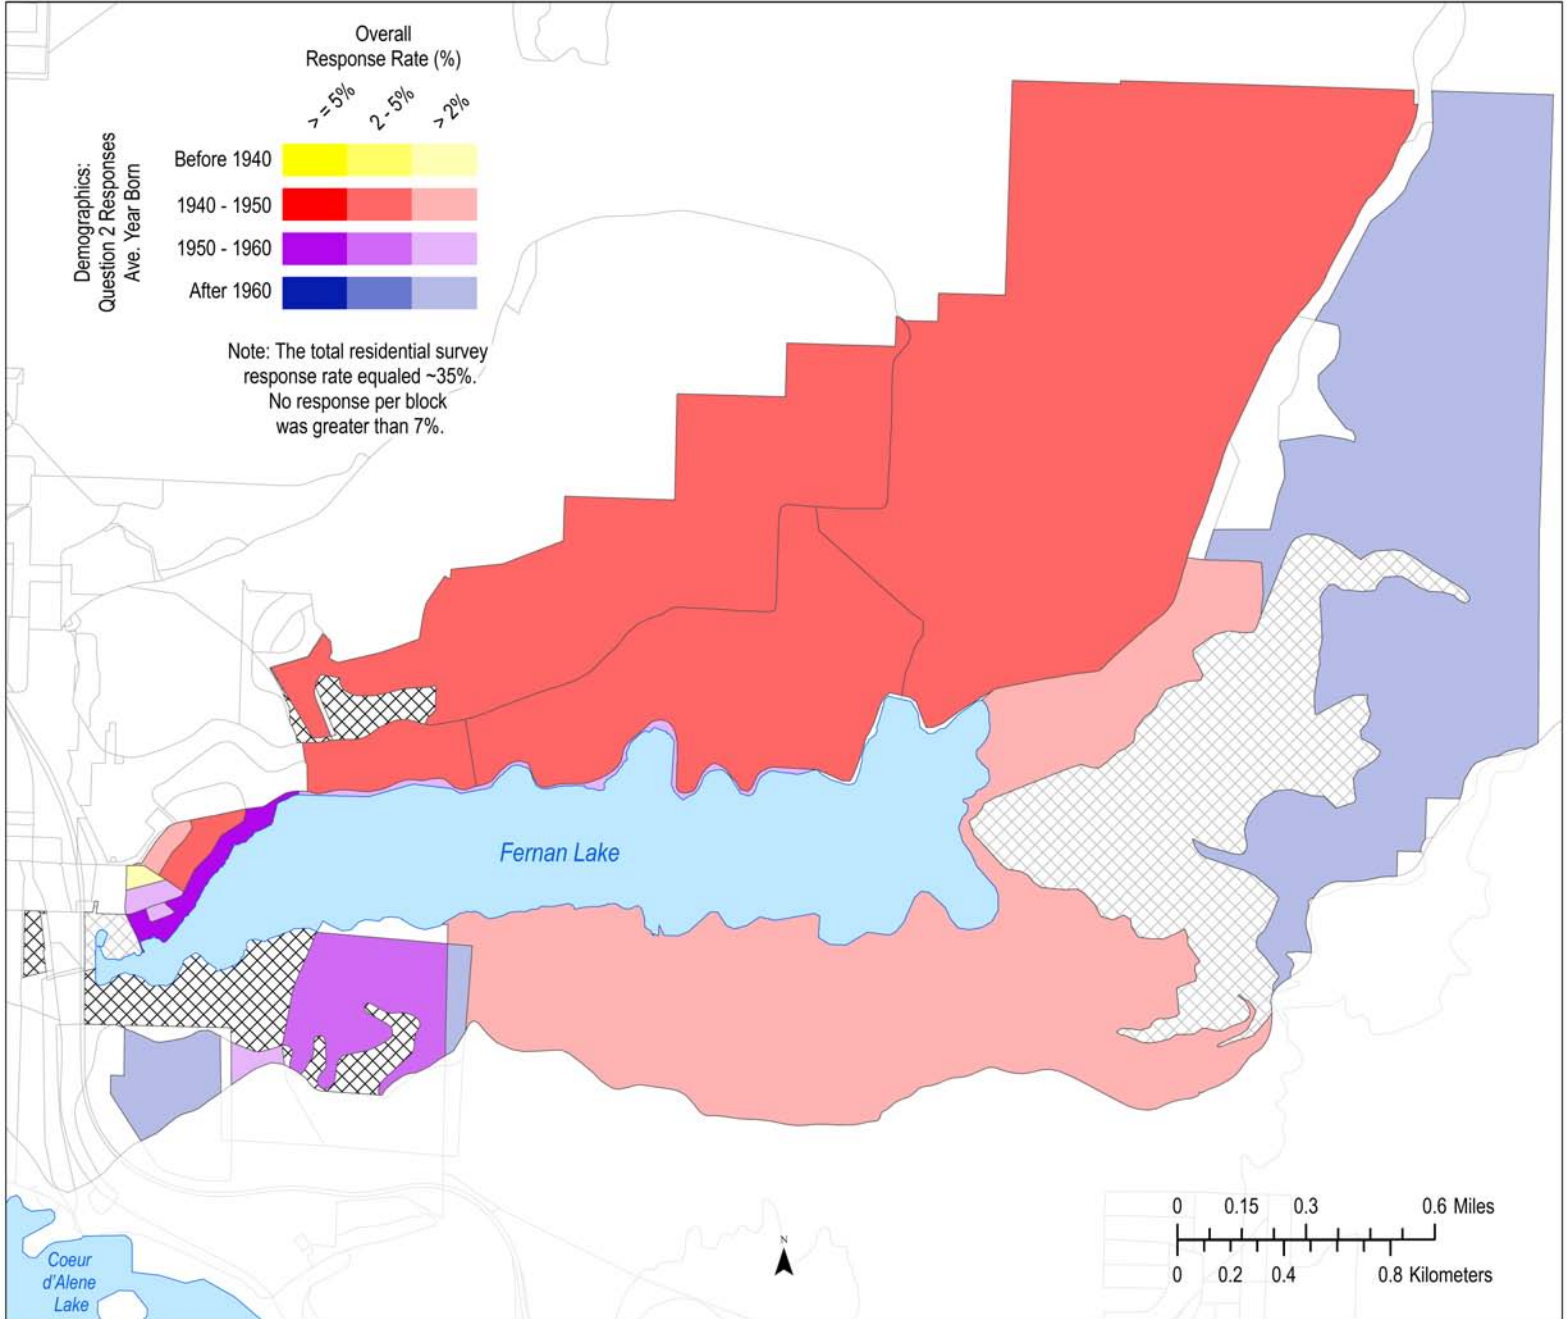 Overall
Response Rate (%)
> = 5%
2 - 5%
> 2%
Demographics:
Question 2 Responses
Ave. Year Born
Before 1940
1940 - 1950
1950 - 1960
After 1960
Note: The total residential survey
response rate equaled ~35%.
No response per block
was greater than 7%.
Fernan Lake
Coeur
d'Alene
Lake
N
0 0.15 0.3 0.6 Miles
0 0.2 0.4 0.8 Kilometers